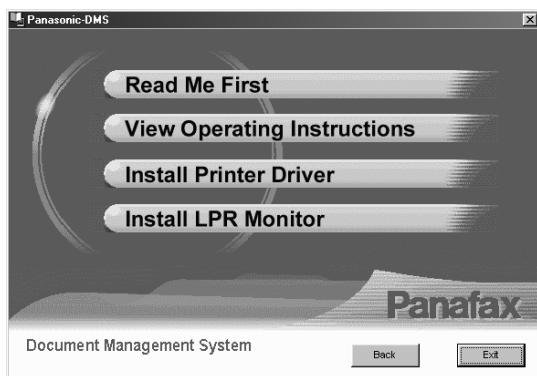 Panasonic-DMS
Read Me First
View Operating Instructions
Install Printer Driver
Install LPR Monitor
Panafax
Document Management System
Back
Exit